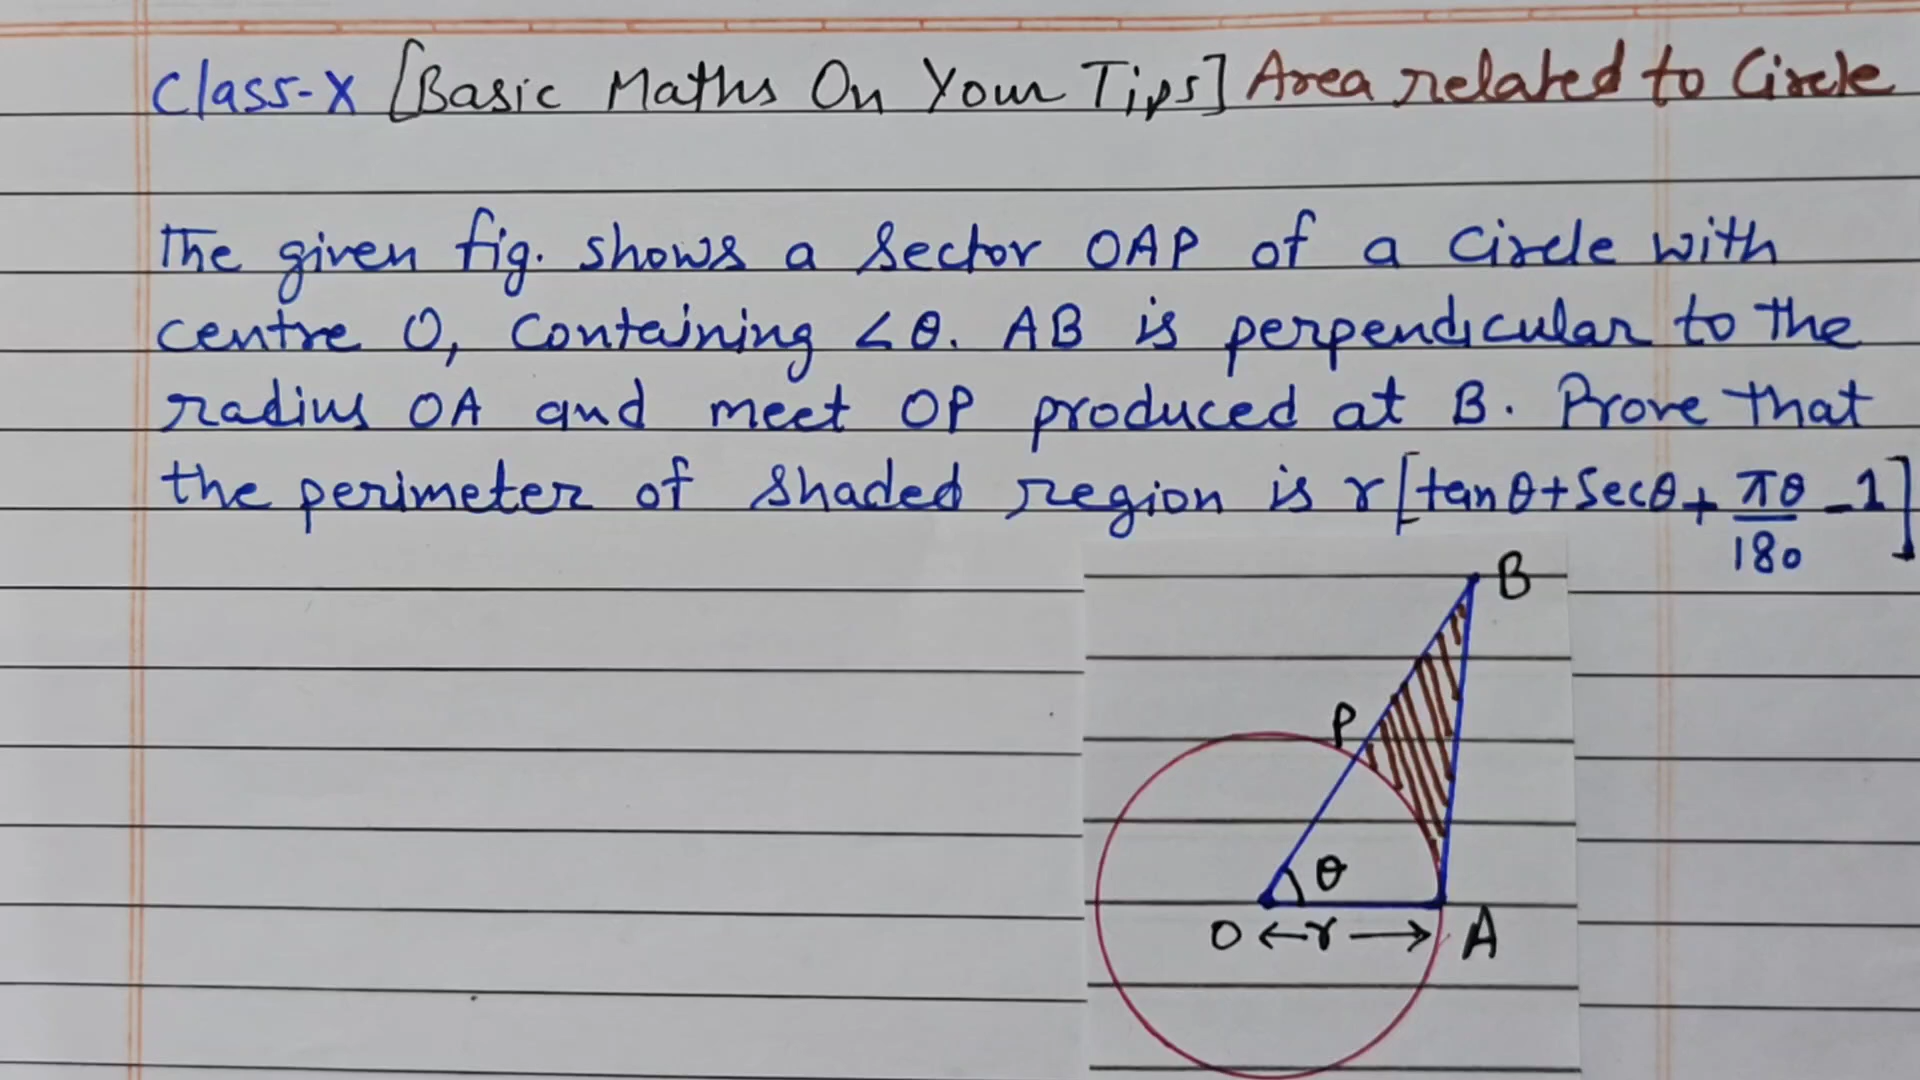 Class-X [Basic Maths On Your Tips] Area related to Circle
The given fig. shows a sector OAP of a Circle with
centre O, Containing ∠θ. AB is perpendicular to the
radius OA and meet OP produced at B. Prove that
the perimeter of shaded region is r[tanθ+Secθ+ πθ/180 -1]
B
P
θ
O ←r→ A